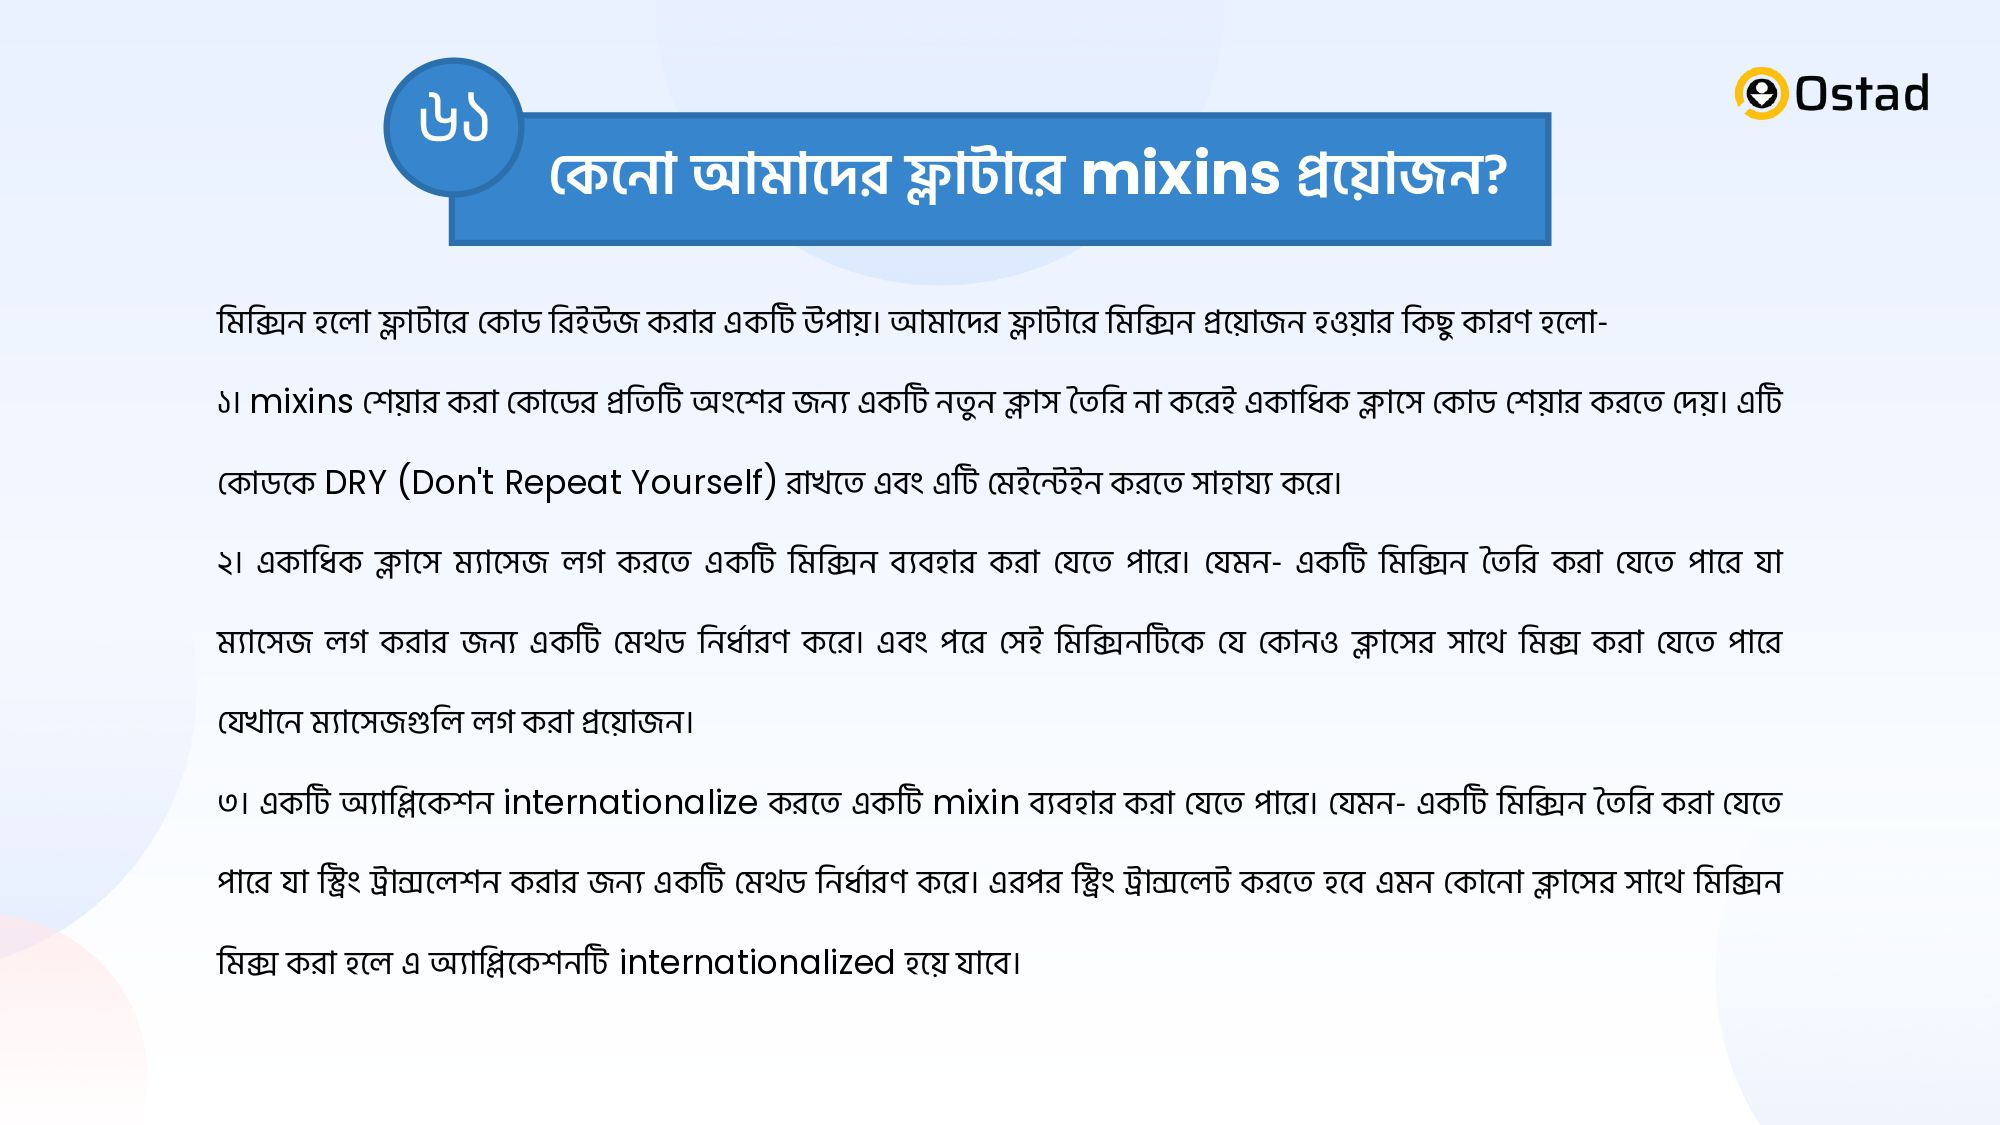 ৬১
Ostad
কেনো আমাদের ফ্লাটারে mixins প্রয়োজন?
মিক্সিন হলো ফ্লাটারে কোড রিইউজ করার একটি উপায়। আমাদের ফ্লাটারে মিক্সিন প্রয়োজন হওয়ার কিছু কারণ হলো-
১। mixins শেয়ার করা কোডের প্রতিটি অংশের জন্য একটি নতুন ক্লাস তৈরি না করেই একাধিক ক্লাসে কোড শেয়ার করতে দেয়। এটি
কোডকে DRY (Don't Repeat Yourself) রাখতে এবং এটি মেইন্টেইন করতে সাহায্য করে।
২। একাধিক ক্লাসে ম্যাসেজ লগ করতে একটি মিক্সিন ব্যবহার করা যেতে পারে। যেমন- একটি মিক্সিন তৈরি করা যেতে পারে যা
ম্যাসেজ লগ করার জন্য একটি মেথড নির্ধারণ করে। এবং পরে সেই মিক্সিনটিকে যে কোনও ক্লাসের সাথে মিক্স করা যেতে পারে
যেখানে ম্যাসেজগুলি লগ করা প্রয়োজন।
৩। একটি অ্যাপ্লিকেশন internationalize করতে একটি mixin ব্যবহার করা যেতে পারে। যেমন- একটি মিক্সিন তৈরি করা যেতে
পারে যা স্ট্রিং ট্রান্সলেশন করার জন্য একটি মেথড নির্ধারণ করে। এরপর স্ট্রিং ট্রান্সলেট করতে হবে এমন কোনো ক্লাসের সাথে মিক্সিন
মিক্স করা হলে এ অ্যাপ্লিকেশনটি internationalized হয়ে যাবে।